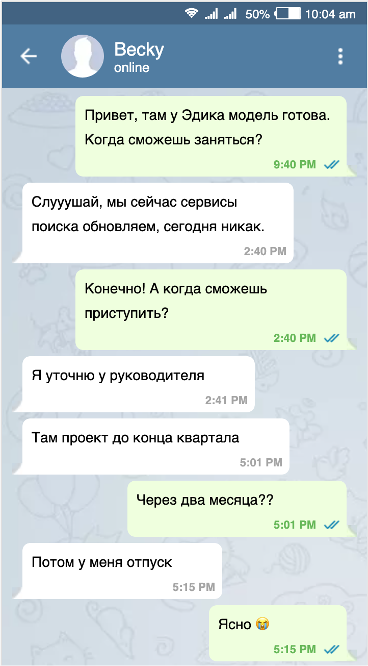 50% 10:04 am
Becky
online
Привет, там у Эдика модель готова.
Когда сможешь заняться?
9:40 PM
Слууушай, мы сейчас сервисы
поиска обновляем, сегодня никак.
2:40 PM
Конечно! А когда сможешь
приступить?
2:40 PM
Я уточню у руководителя
2:41 PM
Там проект до конца квартала
5:01 PM
Через два месяца??
5:01 PM
Потом у меня отпуск
5:15 PM
Ясно 😭
5:15 PM